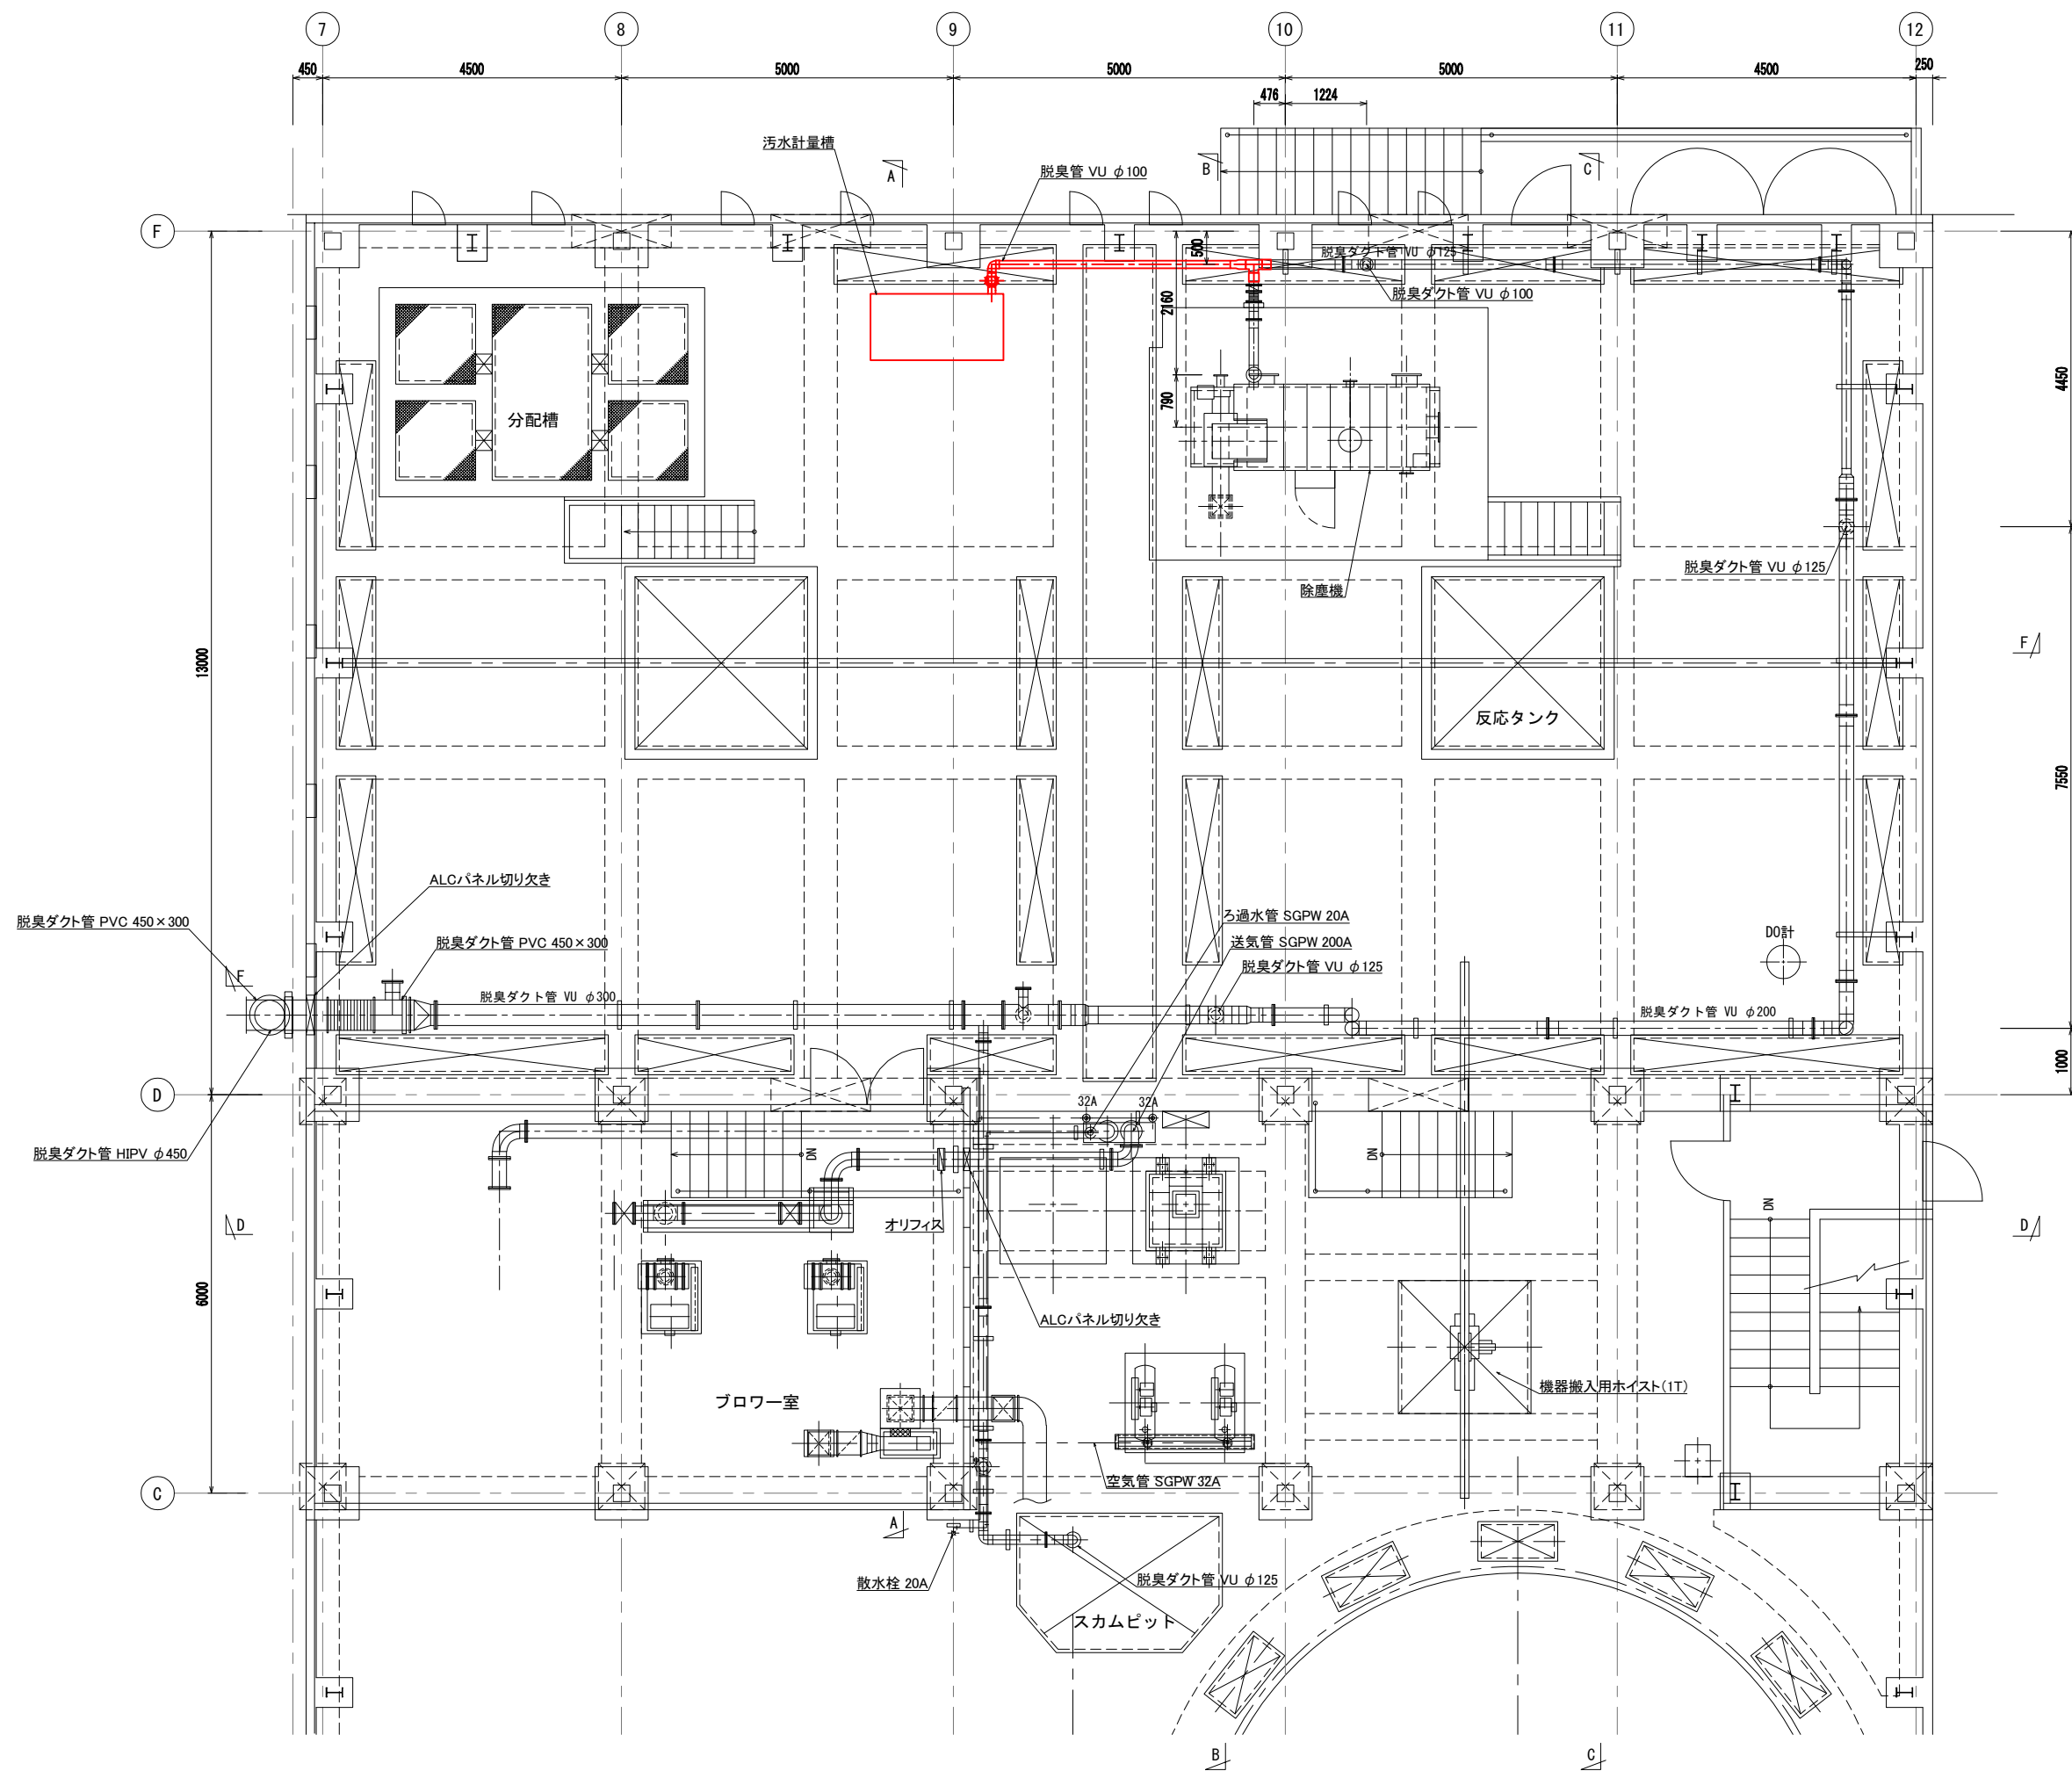 7
8
9
10
11
12
450
4500
5000
5000
5000
4500
250
476
1224
汚水計量槽
脱臭管 VU φ100
A
B
C
F
500
脱臭ダクト管 VU φ125
脱臭ダクト管 VU φ100
2160
790
4450
分配槽
脱臭ダクト管 VU φ125
除塵機
F
13000
反応タンク
7550
ALCパネル切り欠き
脱臭ダクト管 PVC 450×300
脱臭ダクト管 PVC 450×300
ろ過水管 SGPW 20A
送気管 SGPW 200A
脱臭ダクト管 VU φ125
DO計
F
脱臭ダクト管 VU φ300
脱臭ダクト管 VU φ200
1000
D
32A
32A
脱臭ダクト管 HIPV φ450
DN
DN
DN
D
オリフィス
D
6000
ALCパネル切り欠き
ブロワー室
機器搬入用ホイスト(1T)
空気管 SGPW 32A
C
A
散水栓 20A
脱臭ダクト管 VU φ125
スカムピット
B
C